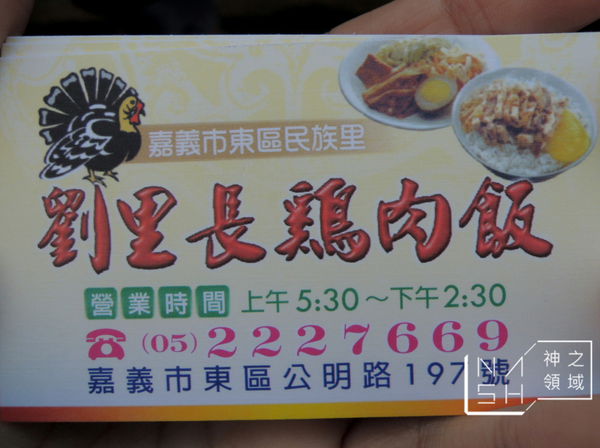 嘉義市東區民族里
劉里長鶏肉飯
營業時間 上午5:30～下午2:30
☎(05)2227669
嘉義市東區公明路197號
神之
領域